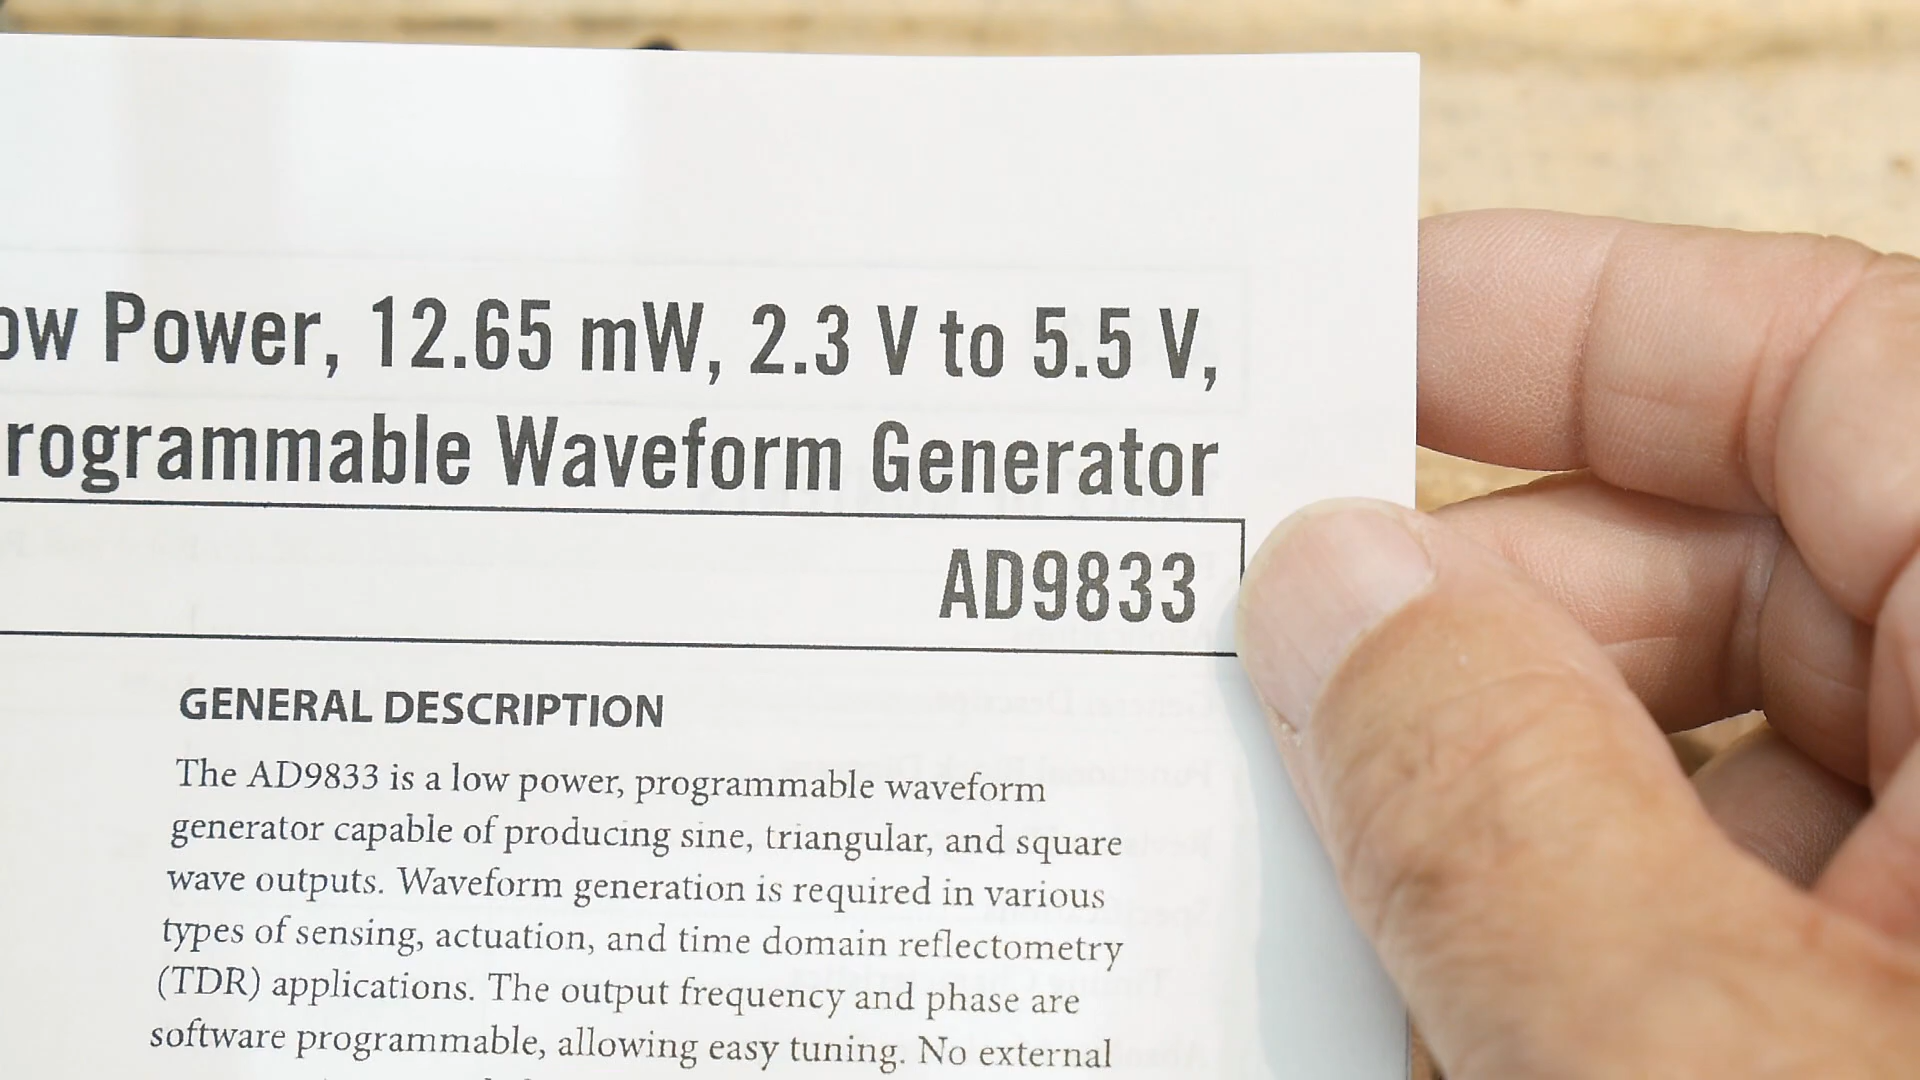 ow Power, 12.65 mW, 2.3 V to 5.5 V,
rogrammable Waveform Generator
AD9833
GENERAL DESCRIPTION
The AD9833 is a low power, programmable waveform
generator capable of producing sine, triangular, and square
wave outputs. Waveform generation is required in various
types of sensing, actuation, and time domain reflectometry
(TDR) applications. The output frequency and phase are
software programmable, allowing easy tuning. No external